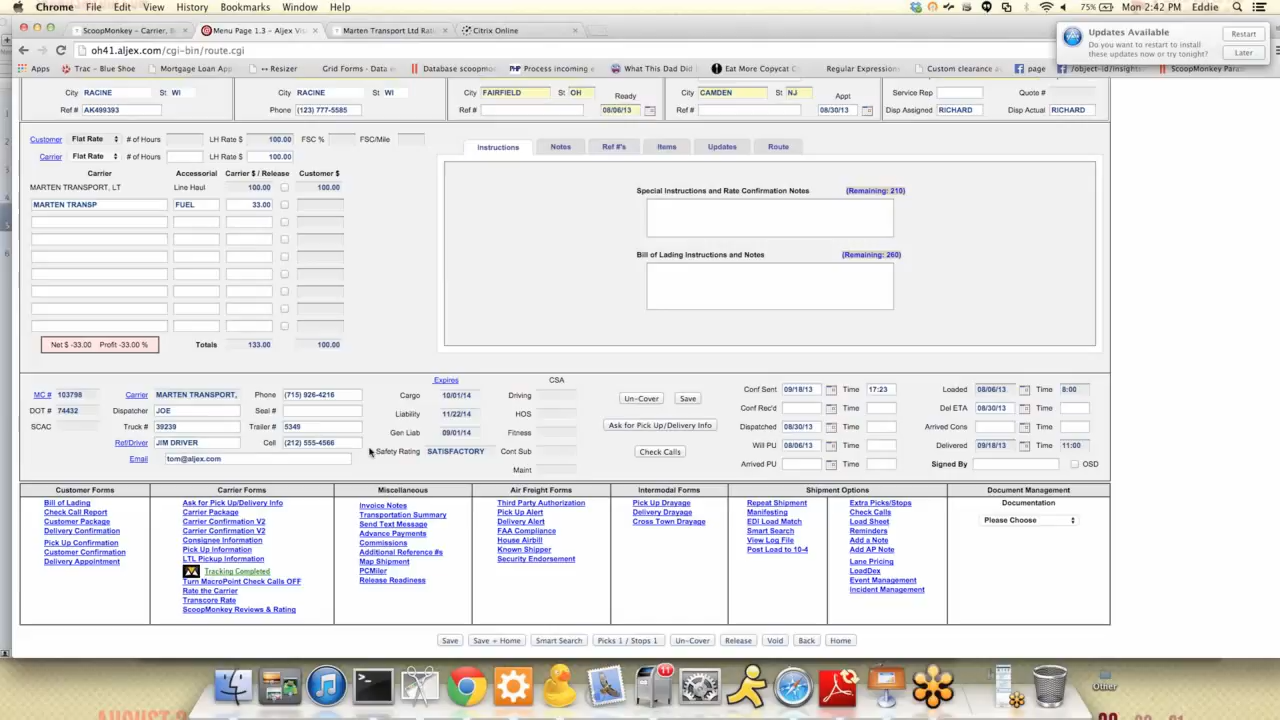 Chrome File Edit View History Bookmarks Window Help 75% Mon 2:42 PM Eddie
ScoopMonkey – Carrier, B Menu Page 1.3 – Aljex Vis Marten Transport Ltd Rati Citrix Online
oh41.aljex.com/cgi-bin/route.cgi
Updates Available
Do you want to restart to install
these updates now or try tonight?
Restart
Later
Apps Trac – Blue Shoe Mortgage Loan App ↔ Resizer Grid Forms – Data e Databa stopmo PHP Process incoming e What This Dad Did Eat More Copycat C Regular Expressions Custom clearance a page /object-id/insights ScoopMonkey Para
City RACINE St WI City RACINE St WI City FAIRFIELD St OH Ready City CAMDEN St NJ Appt Service Rep Quote #
Ref # AK499393 Phone (123) 777-5585 Ref # 08/06/13 Ref # 08/30/13 Disp Assigned RICHARD Disp Actual RICHARD
Customer Flat Rate # of Hours LH Rate $ 100.00 FSC % FSC/Mile
Carrier Flat Rate # of Hours LH Rate $ 100.00
Carrier Accessorial Carrier $ / Release Customer $
MARTEN TRANSPORT, LT Line Haul 100.00 100.00
MARTEN TRANSP FUEL 33.00
Net $ -33.00 Profit -33.00 % Totals 133.00 100.00
Instructions Notes Ref #'s Items Updates Route
Special Instructions and Rate Confirmation Notes (Remaining: 210)
Bill of Lading Instructions and Notes (Remaining: 260)
MC # 103798 Carrier MARTEN TRANSPORT, Phone (715) 926-4216
DOT # 74432 Dispatcher JOE Seal #
SCAC Truck # 39239 Trailer # 5349
Ref/Driver JIM DRIVER Cell (212) 555-4566
Email tom@aljex.com
Expires CSA
Cargo 10/01/14 Driving
Liability 11/22/14 HOS
Gen Liab 09/01/14 Fitness
Safety Rating SATISFACTORY Cont Sub
Maint
Un-Cover Save
Ask for Pick Up/Delivery Info
Check Calls
Conf Sent 09/18/13 Time 17:23 Loaded 08/06/13 Time 8:00
Conf Rec'd Time Del ETA 08/30/13 Time
Dispatched 08/30/13 Time Arrived Cons Time
Will PU 08/06/13 Time Delivered 09/18/13 Time 11:00
Arrived PU Time Signed By OSD
Customer Forms
Bill of Lading
Check Call Report
Customer Package
Delivery Confirmation
Pick Up Confirmation
Customer Confirmation
Delivery Appointment
Carrier Forms
Ask for Pick Up/Delivery Info
Carrier Package
Carrier Confirmation V2
Carrier Confirmation V2
Consignee Information
Pick Up Information
LTL Pickup Information
Tracking Completed
Turn MacroPoint Check Calls OFF
Rate the Carrier
Transcore Rate
ScoopMonkey Reviews & Rating
Miscellaneous
Invoice Notes
Transportation Summary
Send Text Message
Advance Payments
Commissions
Additional Reference #s
Map Shipment
PCMiler
Release Readiness
Air Freight Forms
Third Party Authorization
Pick Up Alert
Delivery Alert
FAA Compliance
House Airbill
Known Shipper
Security Endorsement
Intermodal Forms
Pick Up Drayage
Delivery Drayage
Cross Town Drayage
Shipment Options
Repeat Shipment
Manifesting
EDI Load Match
Smart Search
View Log File
Post Load to 10-4
Extra Picks/Stops
Check Calls
Load Sheet
Reminders
Add a Note
Add AP Note
Lane Pricing
LoadDex
Event Management
Incident Management
Document Management
Documentation
Please Choose
Save Save + Home Smart Search Picks 1 / Stops 1 Un-Cover Release Void Back Home
11
Other